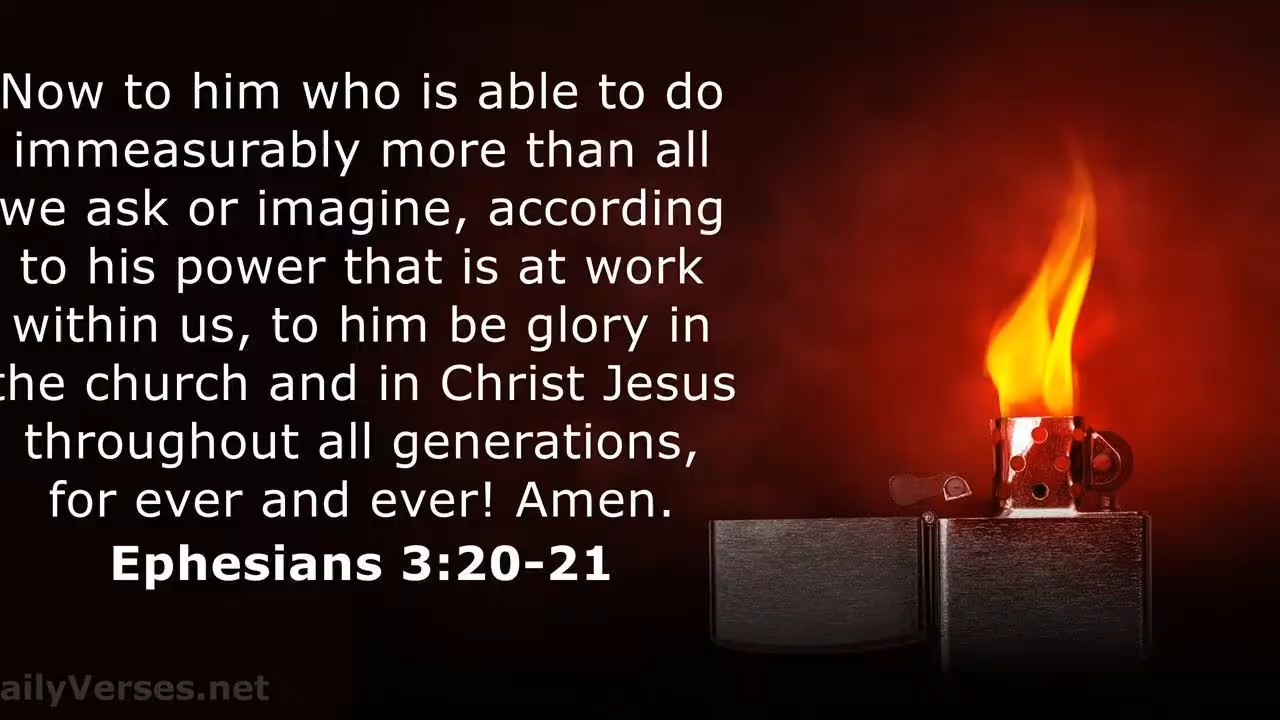 Now to him who is able to do
immeasurably more than all
we ask or imagine, according
to his power that is at work
within us, to him be glory in
the church and in Christ Jesus
throughout all generations,
for ever and ever! Amen.
Ephesians 3:20-21
ailyVerses.net